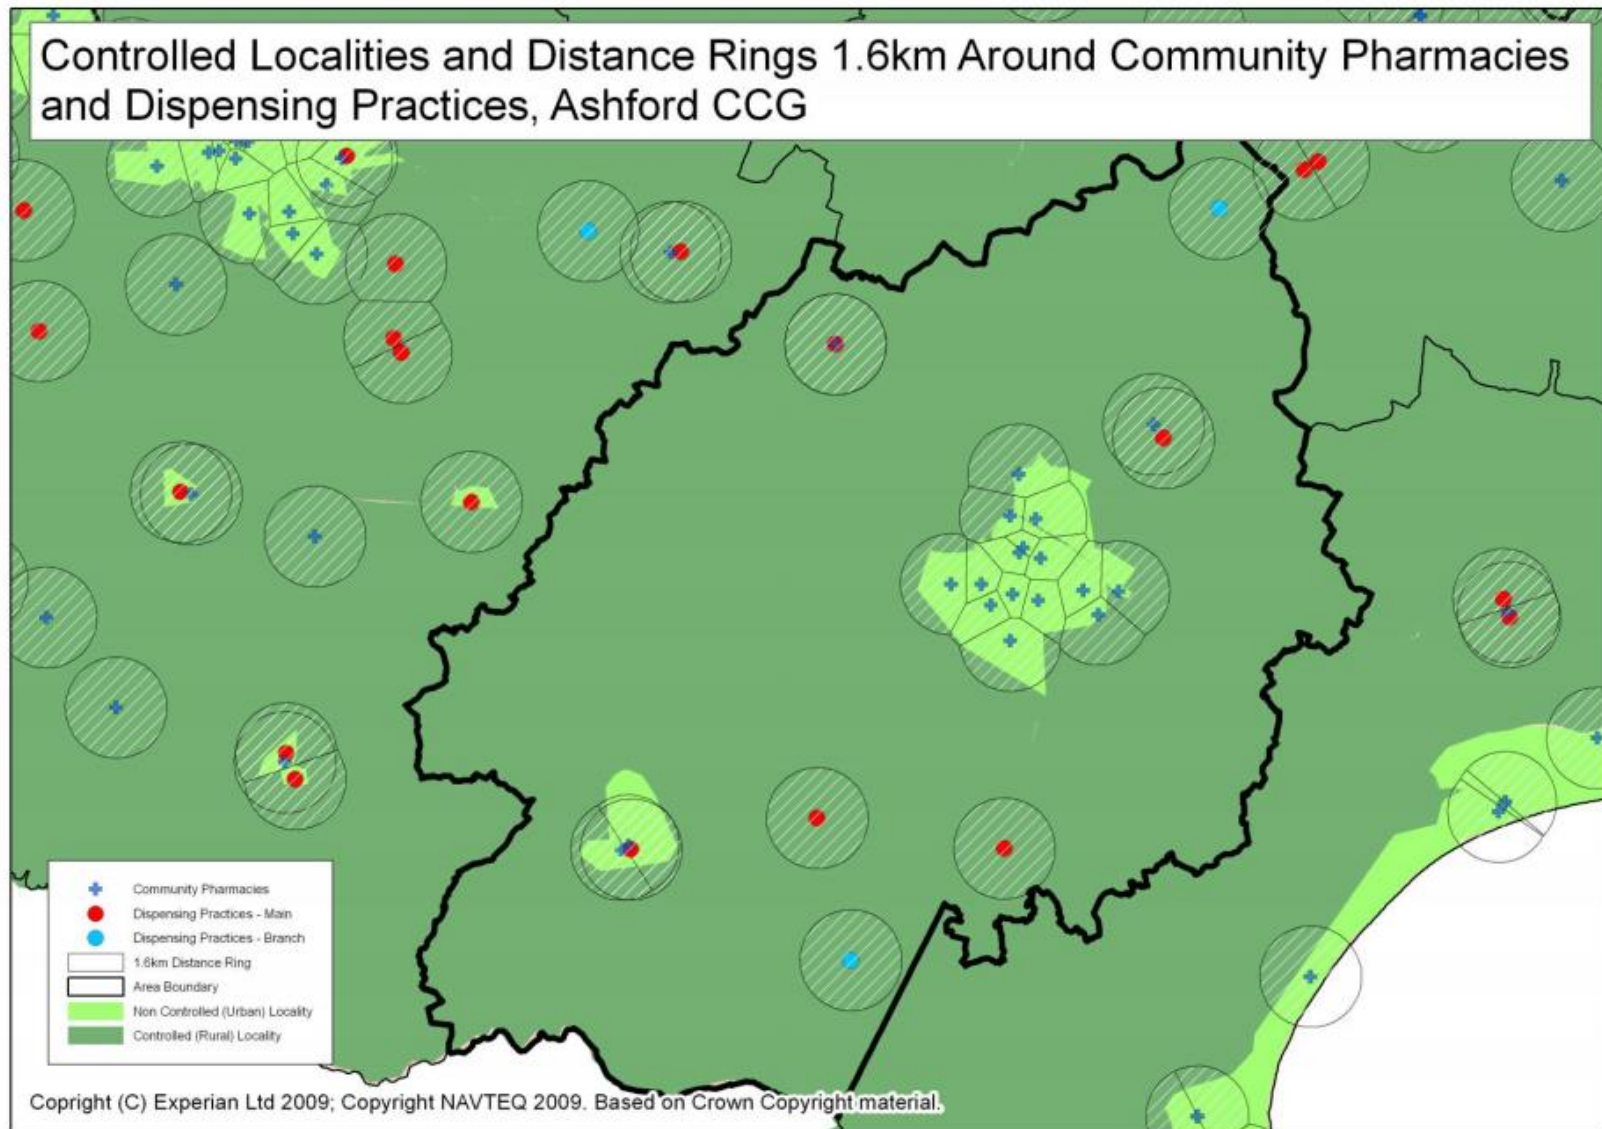 Controlled Localities and Distance Rings 1.6km Around Community Pharmacies
and Dispensing Practices, Ashford CCG
Community Pharmacies
Dispensing Practices - Main
Dispensing Practices - Branch
1.6km Distance Ring
Area Boundary
Non Controlled (Urban) Locality
Controlled (Rural) Locality
Copright (C) Experian Ltd 2009; Copyright NAVTEQ 2009. Based on Crown Copyright material.